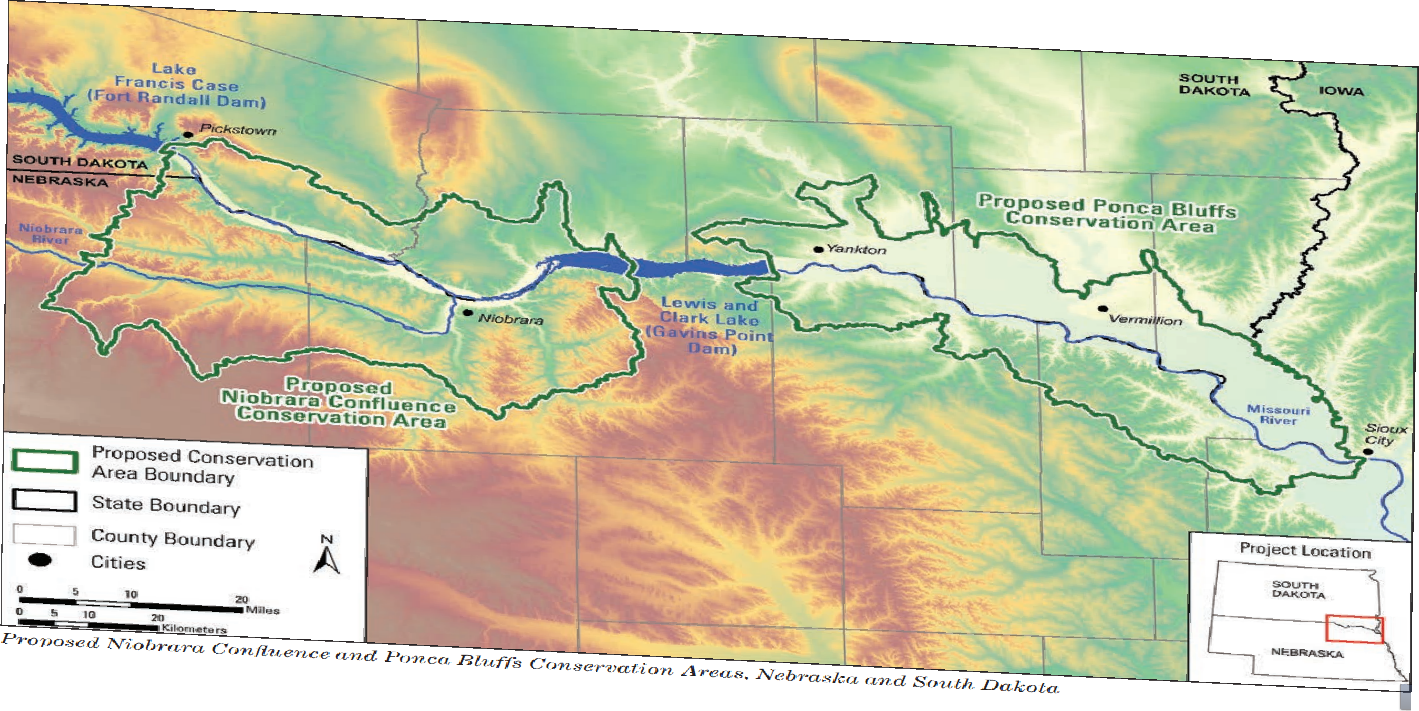 Lake
Francis Case
(Fort Randall Dam)
Pickstown
SOUTH DAKOTA
NEBRASKA
Niobrara
River
Niobrara
Proposed
Niobrara Confluence
Conservation Area
Lewis and
Clark Lake
(Gavins Point
Dam)
Yankton
Proposed Ponca Bluffs
Conservation Area
SOUTH
DAKOTA
IOWA
Vermillion
Missouri
River
Sioux
City
Proposed Conservation
Area Boundary
State Boundary
County Boundary
Cities
N
0 5 10 20
Miles
0 5 10 20
Kilometers
Project Location
SOUTH
DAKOTA
NEBRASKA
Proposed Niobrara Confluence and Ponca Bluffs Conservation Areas, Nebraska and South Dakota